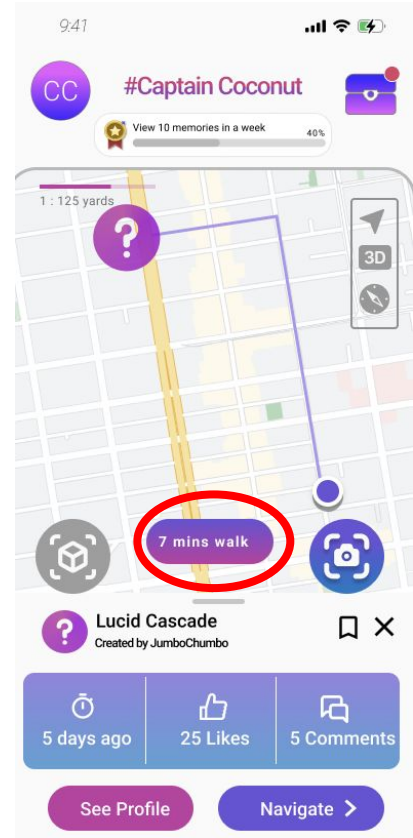 9:41
CC
#Captain Coconut
View 10 memories in a week
40%
1 : 125 yards
?
3D
7 mins walk
?
Lucid Cascade
Created by JumboChumbo
5 days ago
25 Likes
5 Comments
See Profile
Navigate >